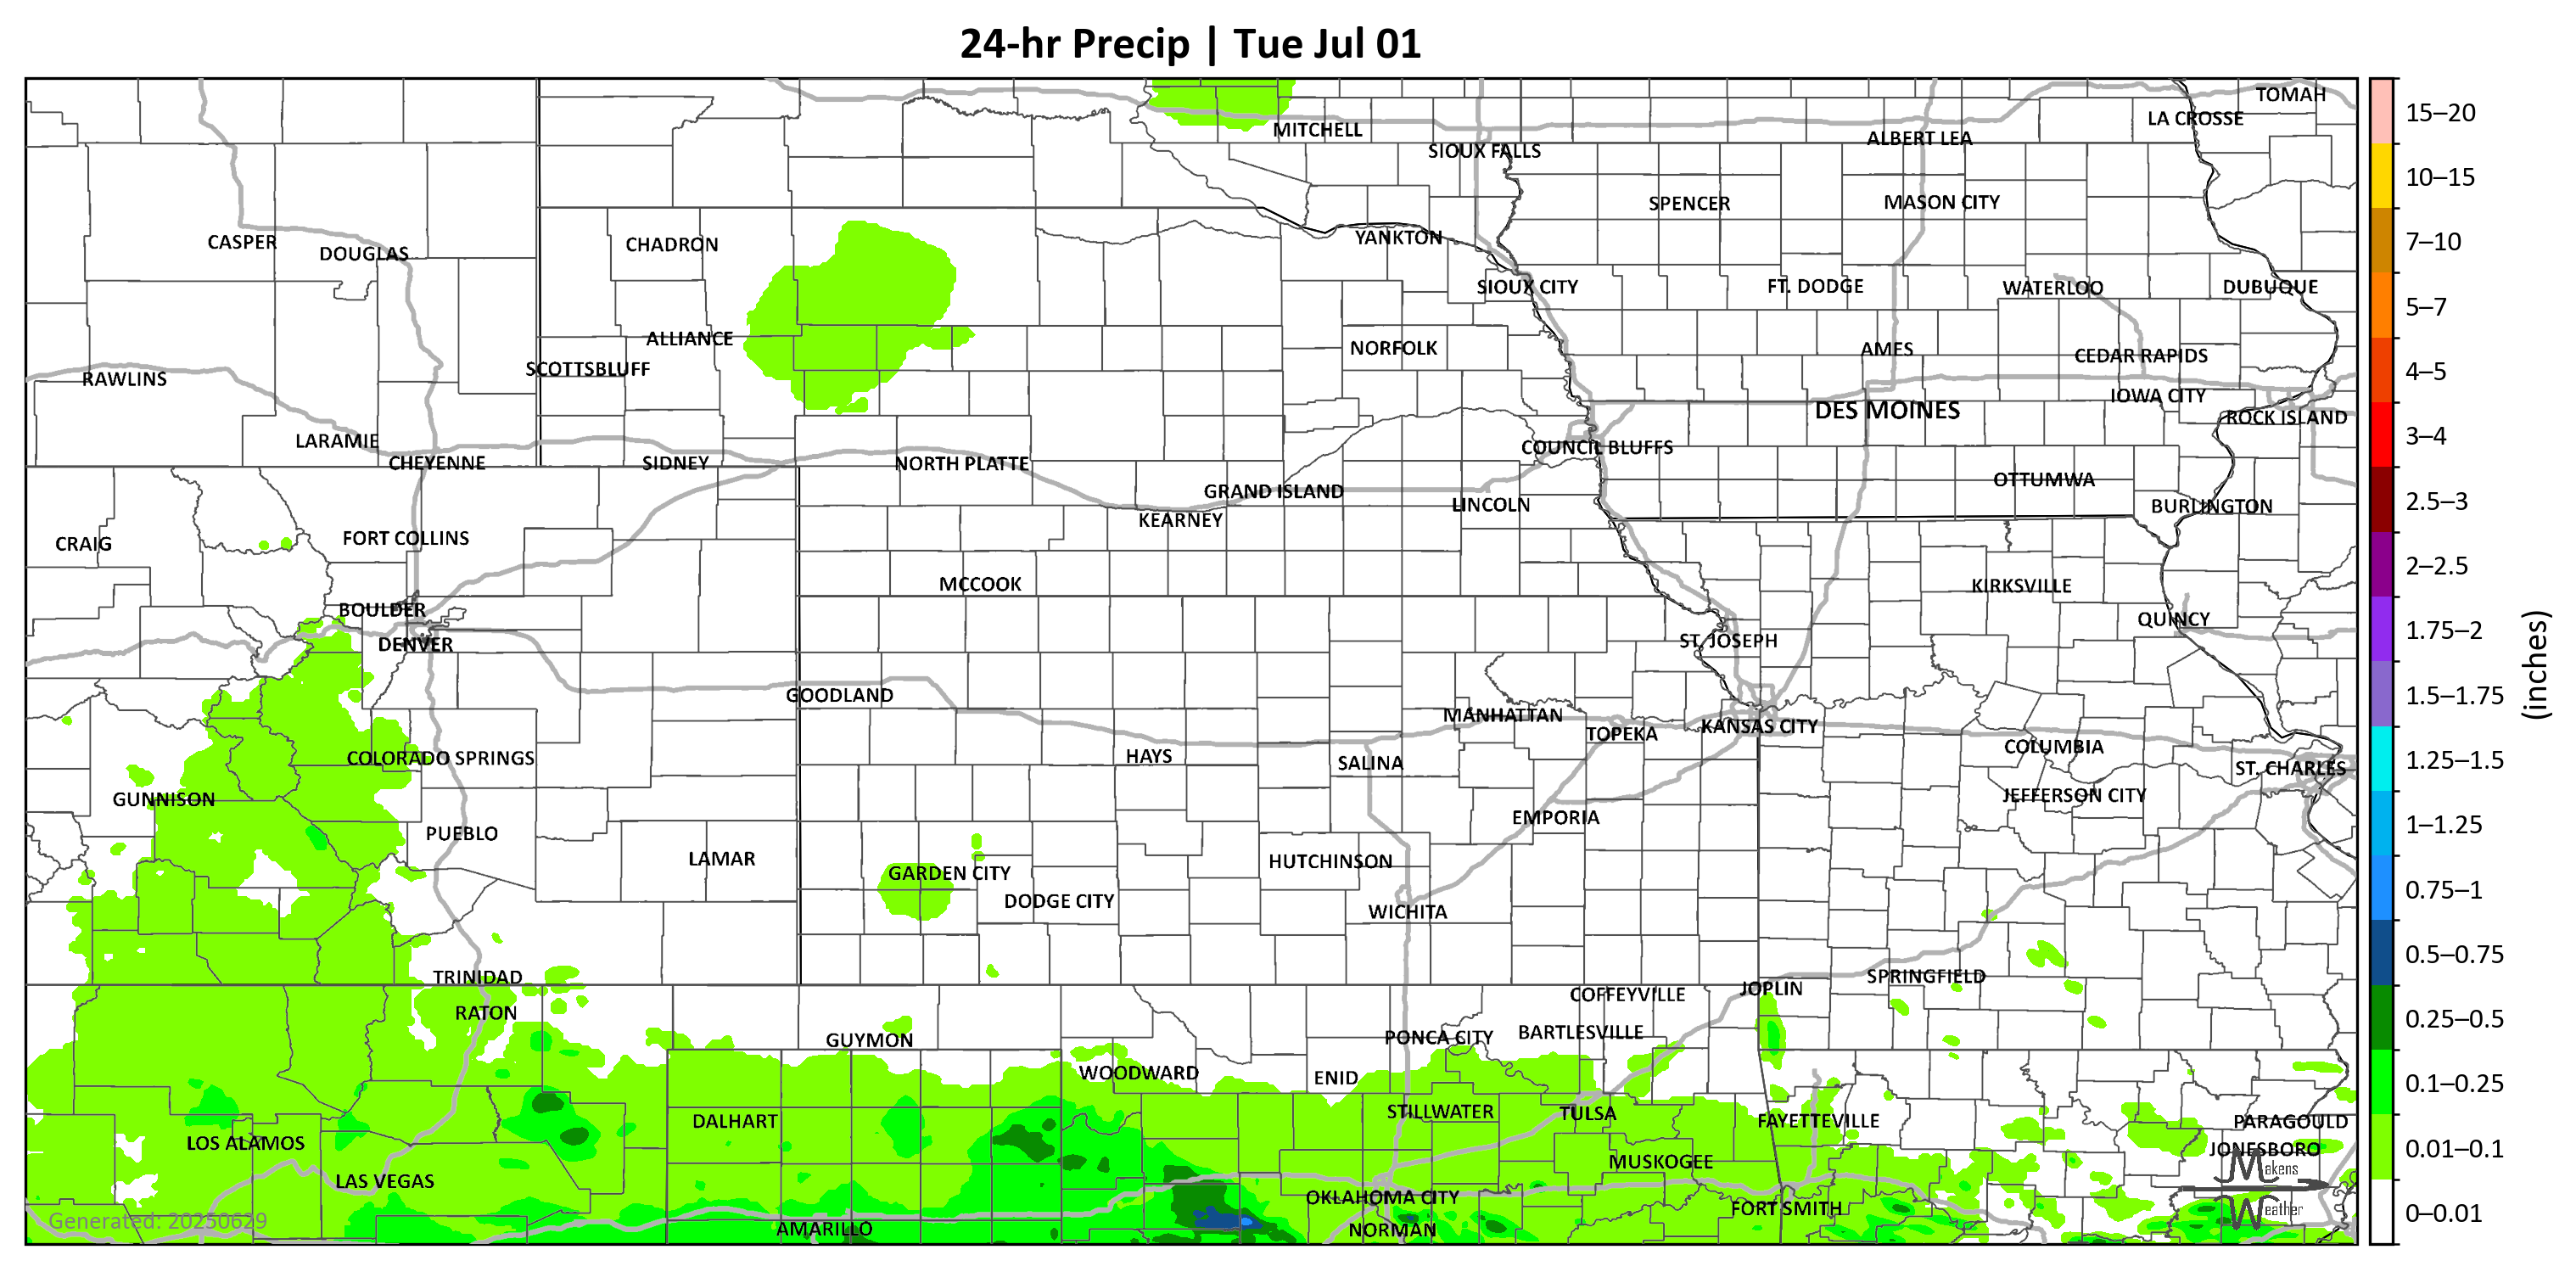 24-hr Precip | Tue Jul 01
TOMAH
LA CROSSE
MITCHELL
ALBERT LEA
SIOUX FALLS
SPENCER
MASON CITY
CASPER
DOUGLAS
CHADRON
YANKTON
SIOUX CITY
FT. DODGE
WATERLOO
DUBUQUE
ALLIANCE
NORFOLK
AMES
CEDAR RAPIDS
SCOTTSBLUFF
RAWLINS
IOWA CITY
DES MOINES
ROCK ISLAND
LARAMIE
COUNCIL BLUFFS
CHEYENNE
SIDNEY
NORTH PLATTE
OTTUMWA
GRAND ISLAND
LINCOLN
BURLINGTON
KEARNEY
CRAIG
FORT COLLINS
MCCOOK
KIRKSVILLE
BOULDER
QUINCY
DENVER
ST. JOSEPH
GOODLAND
MANHATTAN
TOPEKA
KANSAS CITY
COLUMBIA
COLORADO SPRINGS
HAYS
SALINA
ST. CHARLES
GUNNISON
JEFFERSON CITY
EMPORIA
PUEBLO
LAMAR
HUTCHINSON
GARDEN CITY
DODGE CITY
WICHITA
TRINIDAD
SPRINGFIELD
JOPLIN
COFFEYVILLE
RATON
GUYMON
PONCA CITY
BARTLESVILLE
WOODWARD
ENID
DALHART
STILLWATER
TULSA
FAYETTEVILLE
PARAGOULD
LOS ALAMOS
JONESBORO
MUSKOGEE
LAS VEGAS
OKLAHOMA CITY
FORT SMITH
AMARILLO
NORMAN
Generated: 20250629
Makens
Weather
15–20
10–15
7–10
5–7
4–5
3–4
2.5–3
2–2.5
1.75–2
1.5–1.75
1.25–1.5
1–1.25
0.75–1
0.5–0.75
0.25–0.5
0.1–0.25
0.01–0.1
0–0.01
(inches)